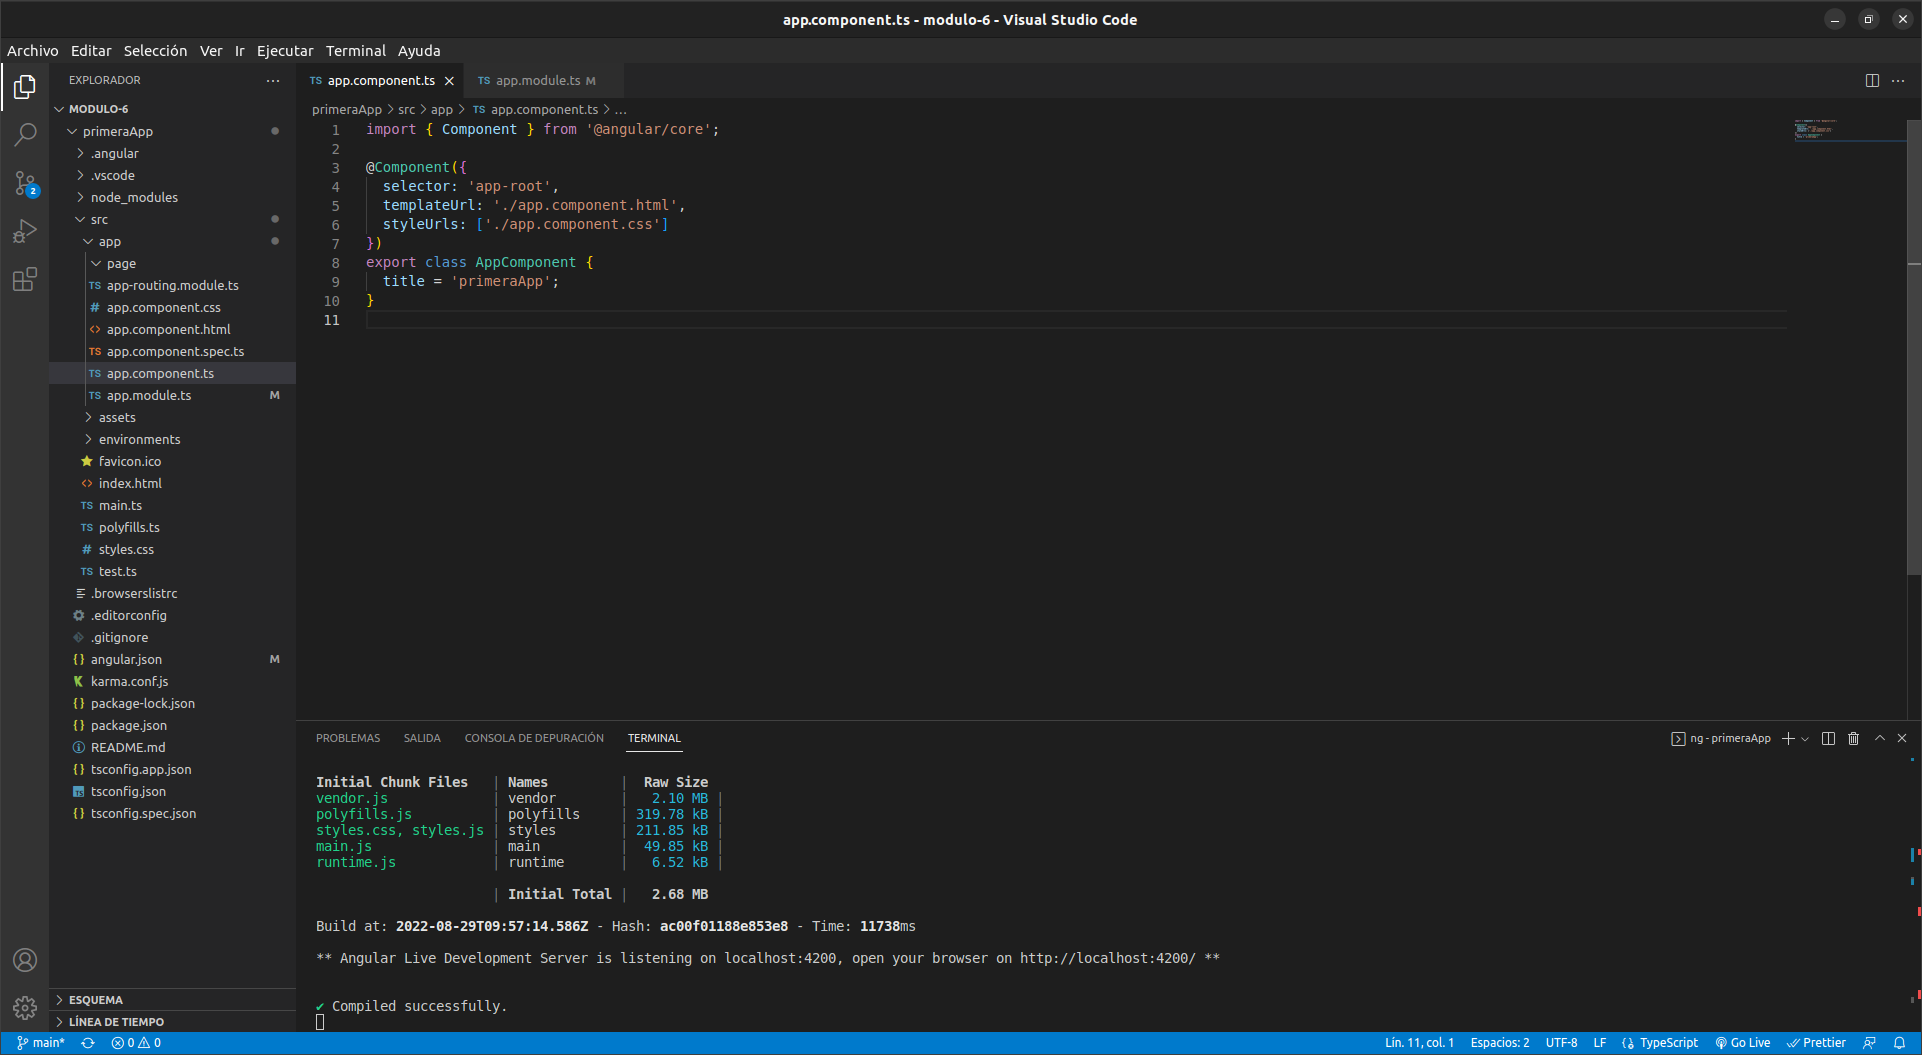 app.component.ts - modulo-6 - Visual Studio Code
Archivo Editar Selección Ver Ir Ejecutar Terminal Ayuda
EXPLORADOR
MODULO-6
primeraApp
.angular
.vscode
node_modules
src
app
page
app-routing.module.ts
app.component.css
app.component.html
app.component.spec.ts
app.component.ts
app.module.ts M
assets
environments
favicon.ico
index.html
main.ts
polyfills.ts
styles.css
test.ts
.browserslistrc
.editorconfig
.gitignore
angular.json M
karma.conf.js
package-lock.json
package.json
README.md
tsconfig.app.json
tsconfig.json
tsconfig.spec.json
ESQUEMA
LÍNEA DE TIEMPO
2
TS app.component.ts TS app.module.ts M
primeraApp > src > app > TS app.component.ts > ...
1 import { Component } from '@angular/core';
2
3 @Component({
4 selector: 'app-root',
5 templateUrl: './app.component.html',
6 styleUrls: ['./app.component.css']
7 })
8 export class AppComponent {
9 title = 'primeraApp';
10 }
11
PROBLEMAS SALIDA CONSOLA DE DEPURACIÓN TERMINAL ng - primeraApp
Initial Chunk Files | Names | Raw Size
vendor.js | vendor | 2.10 MB |
polyfills.js | polyfills | 319.78 kB |
styles.css, styles.js | styles | 211.85 kB |
main.js | main | 49.85 kB |
runtime.js | runtime | 6.52 kB |
| Initial Total | 2.68 MB
Build at: 2022-08-29T09:57:14.586Z - Hash: ac00f01188e853e8 - Time: 11738ms
** Angular Live Development Server is listening on localhost:4200, open your browser on http://localhost:4200/ **
✔ Compiled successfully.
main* 0 0 Lín. 11, col. 1 Espacios: 2 UTF-8 LF TypeScript Go Live Prettier